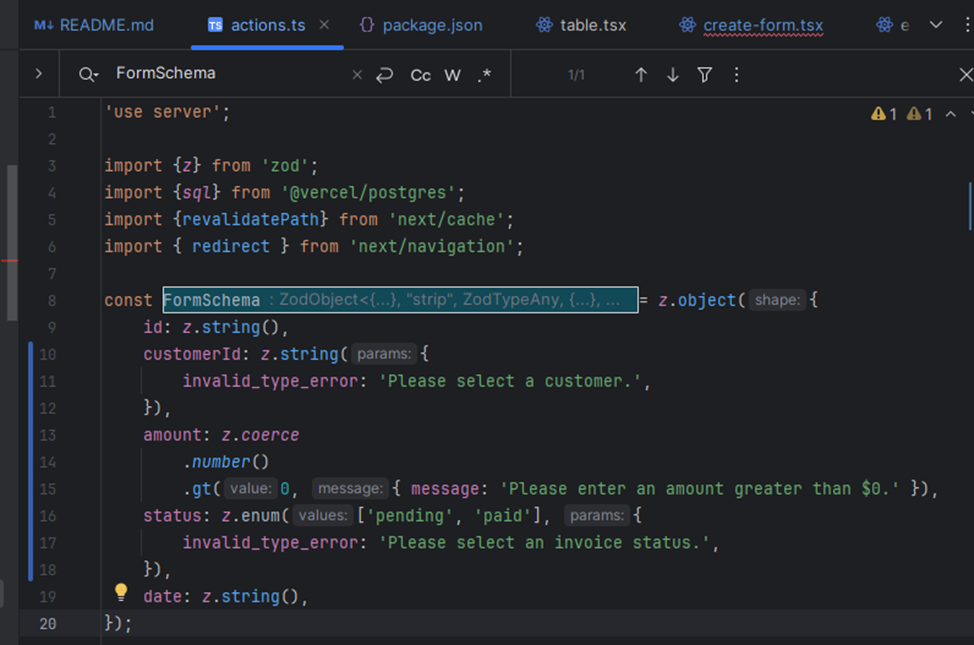 M↓ README.md TS actions.ts × {} package.json table.tsx create-form.tsx e
FormSchema × Cc W .* 1/1
1 'use server'; 1 1
2
3 import {z} from 'zod';
4 import {sql} from '@vercel/postgres';
5 import {revalidatePath} from 'next/cache';
6 import { redirect } from 'next/navigation';
7
8 const FormSchema : ZodObject<{...}, "strip", ZodTypeAny, {...}, ... = z.object( shape: {
9 id: z.string(),
10 customerId: z.string( params: {
11 invalid_type_error: 'Please select a customer.',
12 }),
13 amount: z.coerce
14 .number()
15 .gt( value: 0, message: { message: 'Please enter an amount greater than $0.' }),
16 status: z.enum( values: ['pending', 'paid'], params: {
17 invalid_type_error: 'Please select an invoice status.',
18 }),
19 date: z.string(),
20 });